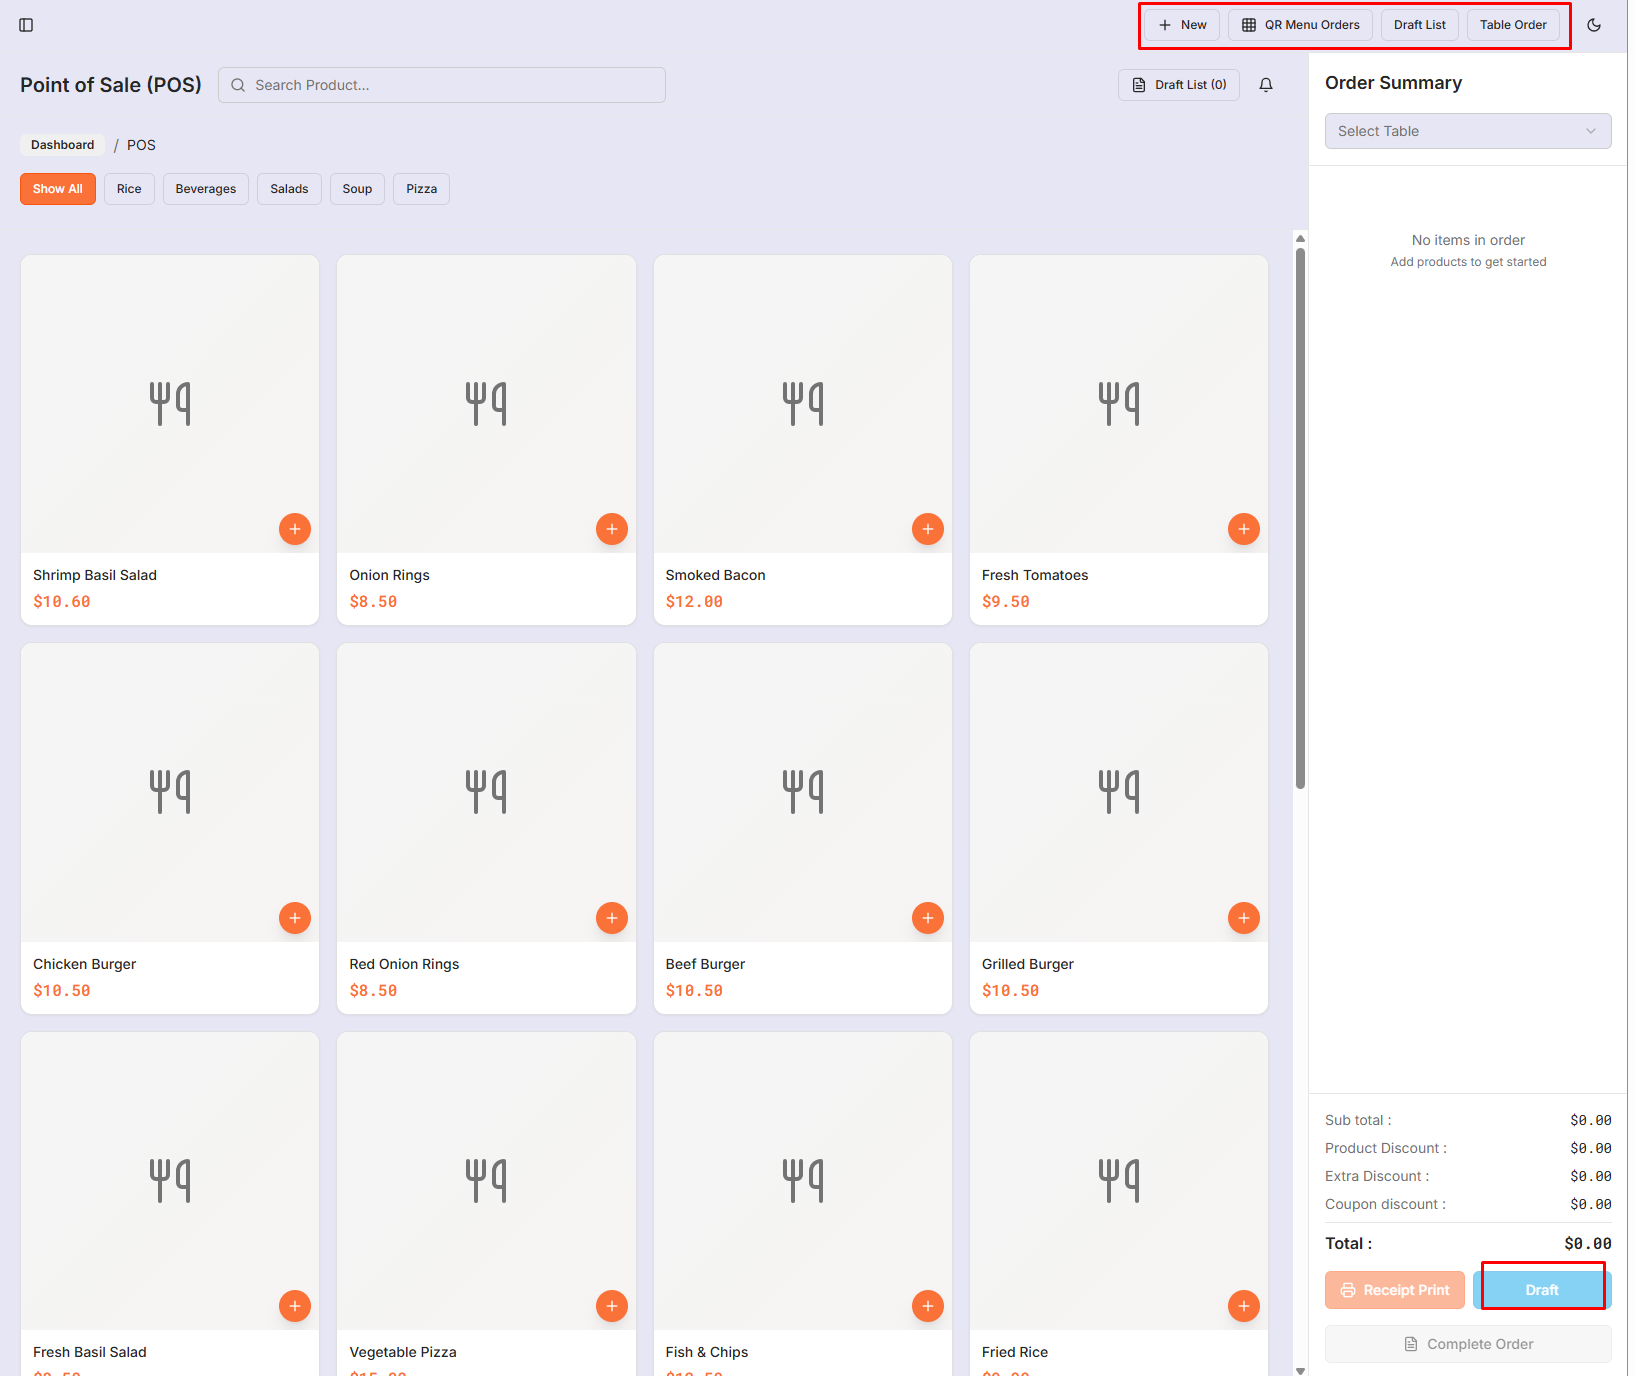 New
QR Menu Orders
Draft List
Table Order
Point of Sale (POS)
Search Product...
Draft List (0)
Dashboard / POS
Show All
Rice
Beverages
Salads
Soup
Pizza
Shrimp Basil Salad
$10.60
Onion Rings
$8.50
Smoked Bacon
$12.00
Fresh Tomatoes
$9.50
Chicken Burger
$10.50
Red Onion Rings
$8.50
Beef Burger
$10.50
Grilled Burger
$10.50
Fresh Basil Salad
Vegetable Pizza
Fish & Chips
Fried Rice
Order Summary
Select Table
No items in order
Add products to get started
Sub total : $0.00
Product Discount : $0.00
Extra Discount : $0.00
Coupon discount : $0.00
Total : $0.00
Receipt Print
Draft
Complete Order